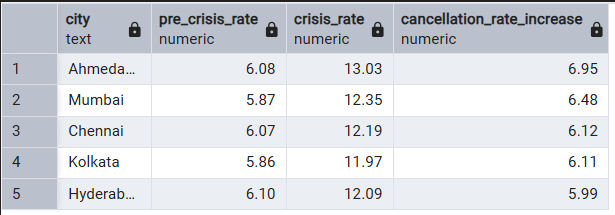 city pre_crisis_rate crisis_rate cancellation_rate_increase
text numeric numeric numeric
1 Ahmeda... 6.08 13.03 6.95
2 Mumbai 5.87 12.35 6.48
3 Chennai 6.07 12.19 6.12
4 Kolkata 5.86 11.97 6.11
5 Hyderab... 6.10 12.09 5.99